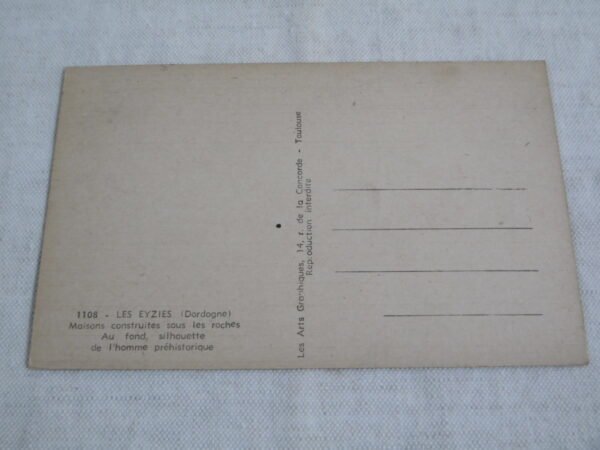 1108 - LES EYZIES (Dordogne)
Maisons construites sous les roches
Au fond, silhouette
de l'homme préhistorique
Les Arts Graphiques, 14, r. de la Concorde - Toulouse
Reproduction interdite